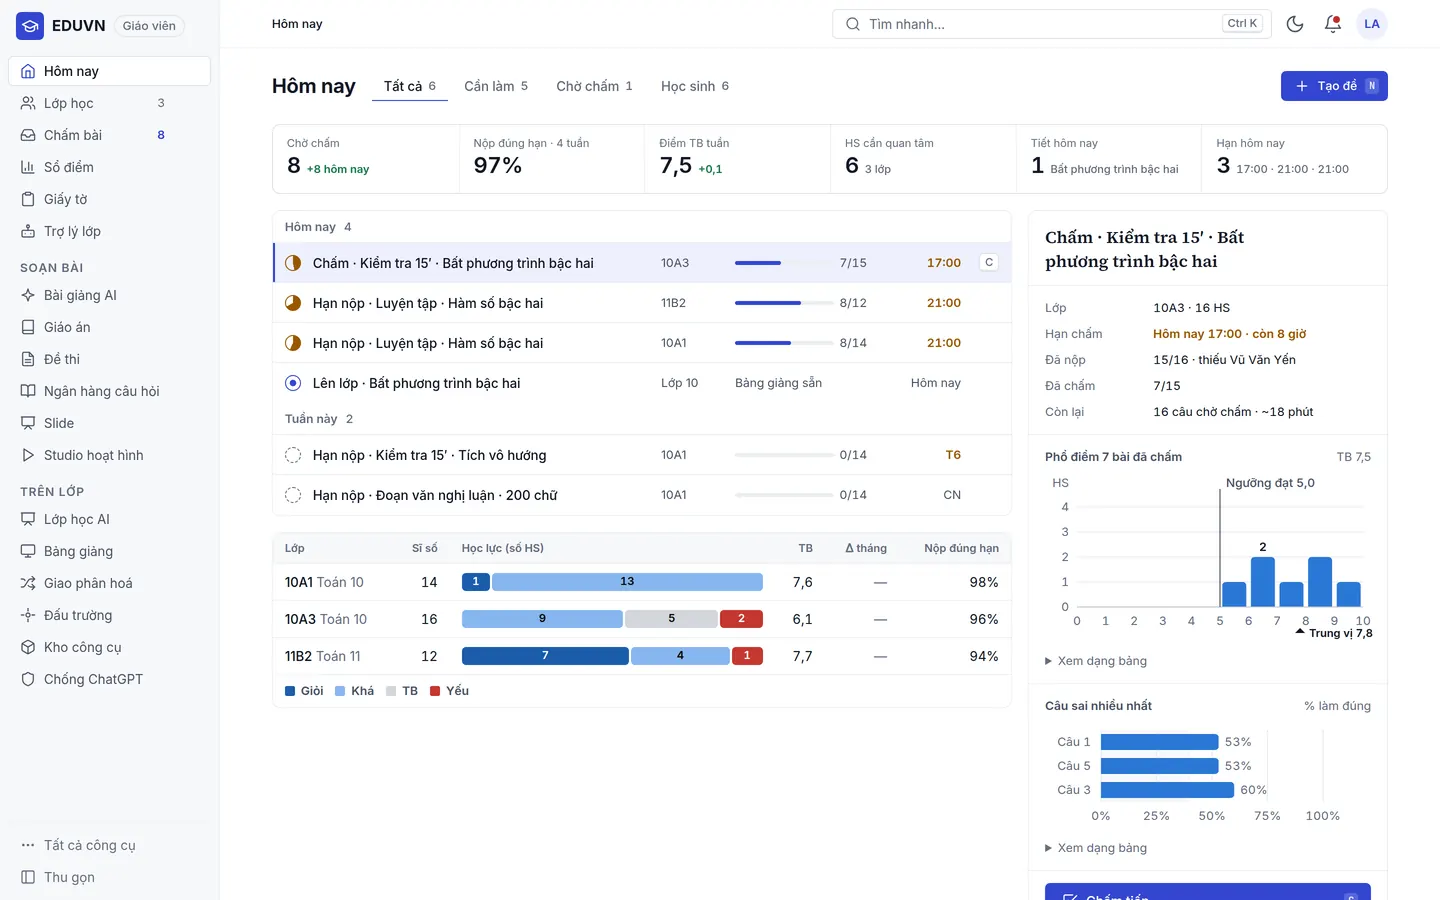 EDUVN Giáo viên
Hôm nay
Tìm nhanh... Ctrl K
LA
Hôm nay
Lớp học 3
Chấm bài 8
Sổ điểm
Giấy tờ
Trợ lý lớp
SOẠN BÀI
Bài giảng AI
Giáo án
Đề thi
Ngân hàng câu hỏi
Slide
Studio hoạt hình
TRÊN LỚP
Lớp học AI
Bảng giảng
Giao phân hoá
Đấu trường
Kho công cụ
Chống ChatGPT
Tất cả công cụ
Thu gọn
Hôm nay Tất cả 6 Cần làm 5 Chờ chấm 1 Học sinh 6
Tạo đề N
Chờ chấm
8 +8 hôm nay
Nộp đúng hạn · 4 tuần
97%
Điểm TB tuần
7,5 +0,1
HS cần quan tâm
6 3 lớp
Tiết hôm nay
1 Bất phương trình bậc hai
Hạn hôm nay
3 17:00 · 21:00 · 21:00
Hôm nay 4
Chấm · Kiểm tra 15′ · Bất phương trình bậc hai 10A3 7/15 17:00 C
Hạn nộp · Luyện tập · Hàm số bậc hai 11B2 8/12 21:00
Hạn nộp · Luyện tập · Hàm số bậc hai 10A1 8/14 21:00
Lên lớp · Bất phương trình bậc hai Lớp 10 Bảng giảng sẵn Hôm nay
Tuần này 2
Hạn nộp · Kiểm tra 15′ · Tích vô hướng 10A1 0/14 T6
Hạn nộp · Đoạn văn nghị luận · 200 chữ 10A1 0/14 CN
Lớp Sĩ số Học lực (số HS) TB Δ tháng Nộp đúng hạn
10A1 Toán 10 14 1 13 7,6 — 98%
10A3 Toán 10 16 9 5 2 6,1 — 96%
11B2 Toán 11 12 7 4 1 7,7 — 94%
Giỏi Khá TB Yếu
Chấm · Kiểm tra 15′ · Bất
phương trình bậc hai
Lớp 10A3 · 16 HS
Hạn chấm Hôm nay 17:00 · còn 8 giờ
Đã nộp 15/16 · thiếu Vũ Văn Yến
Đã chấm 7/15
Còn lại 16 câu chờ chấm · ~18 phút
Phổ điểm 7 bài đã chấm TB 7,5
HS Ngưỡng đạt 5,0
4
3
2
1
0
2
0 1 2 3 4 5 6 7 8 9 10
Trung vị 7,8
Xem dạng bảng
Câu sai nhiều nhất % làm đúng
Câu 1 53%
Câu 5 53%
Câu 3 60%
0% 25% 50% 75% 100%
Xem dạng bảng
Chấm tiếp